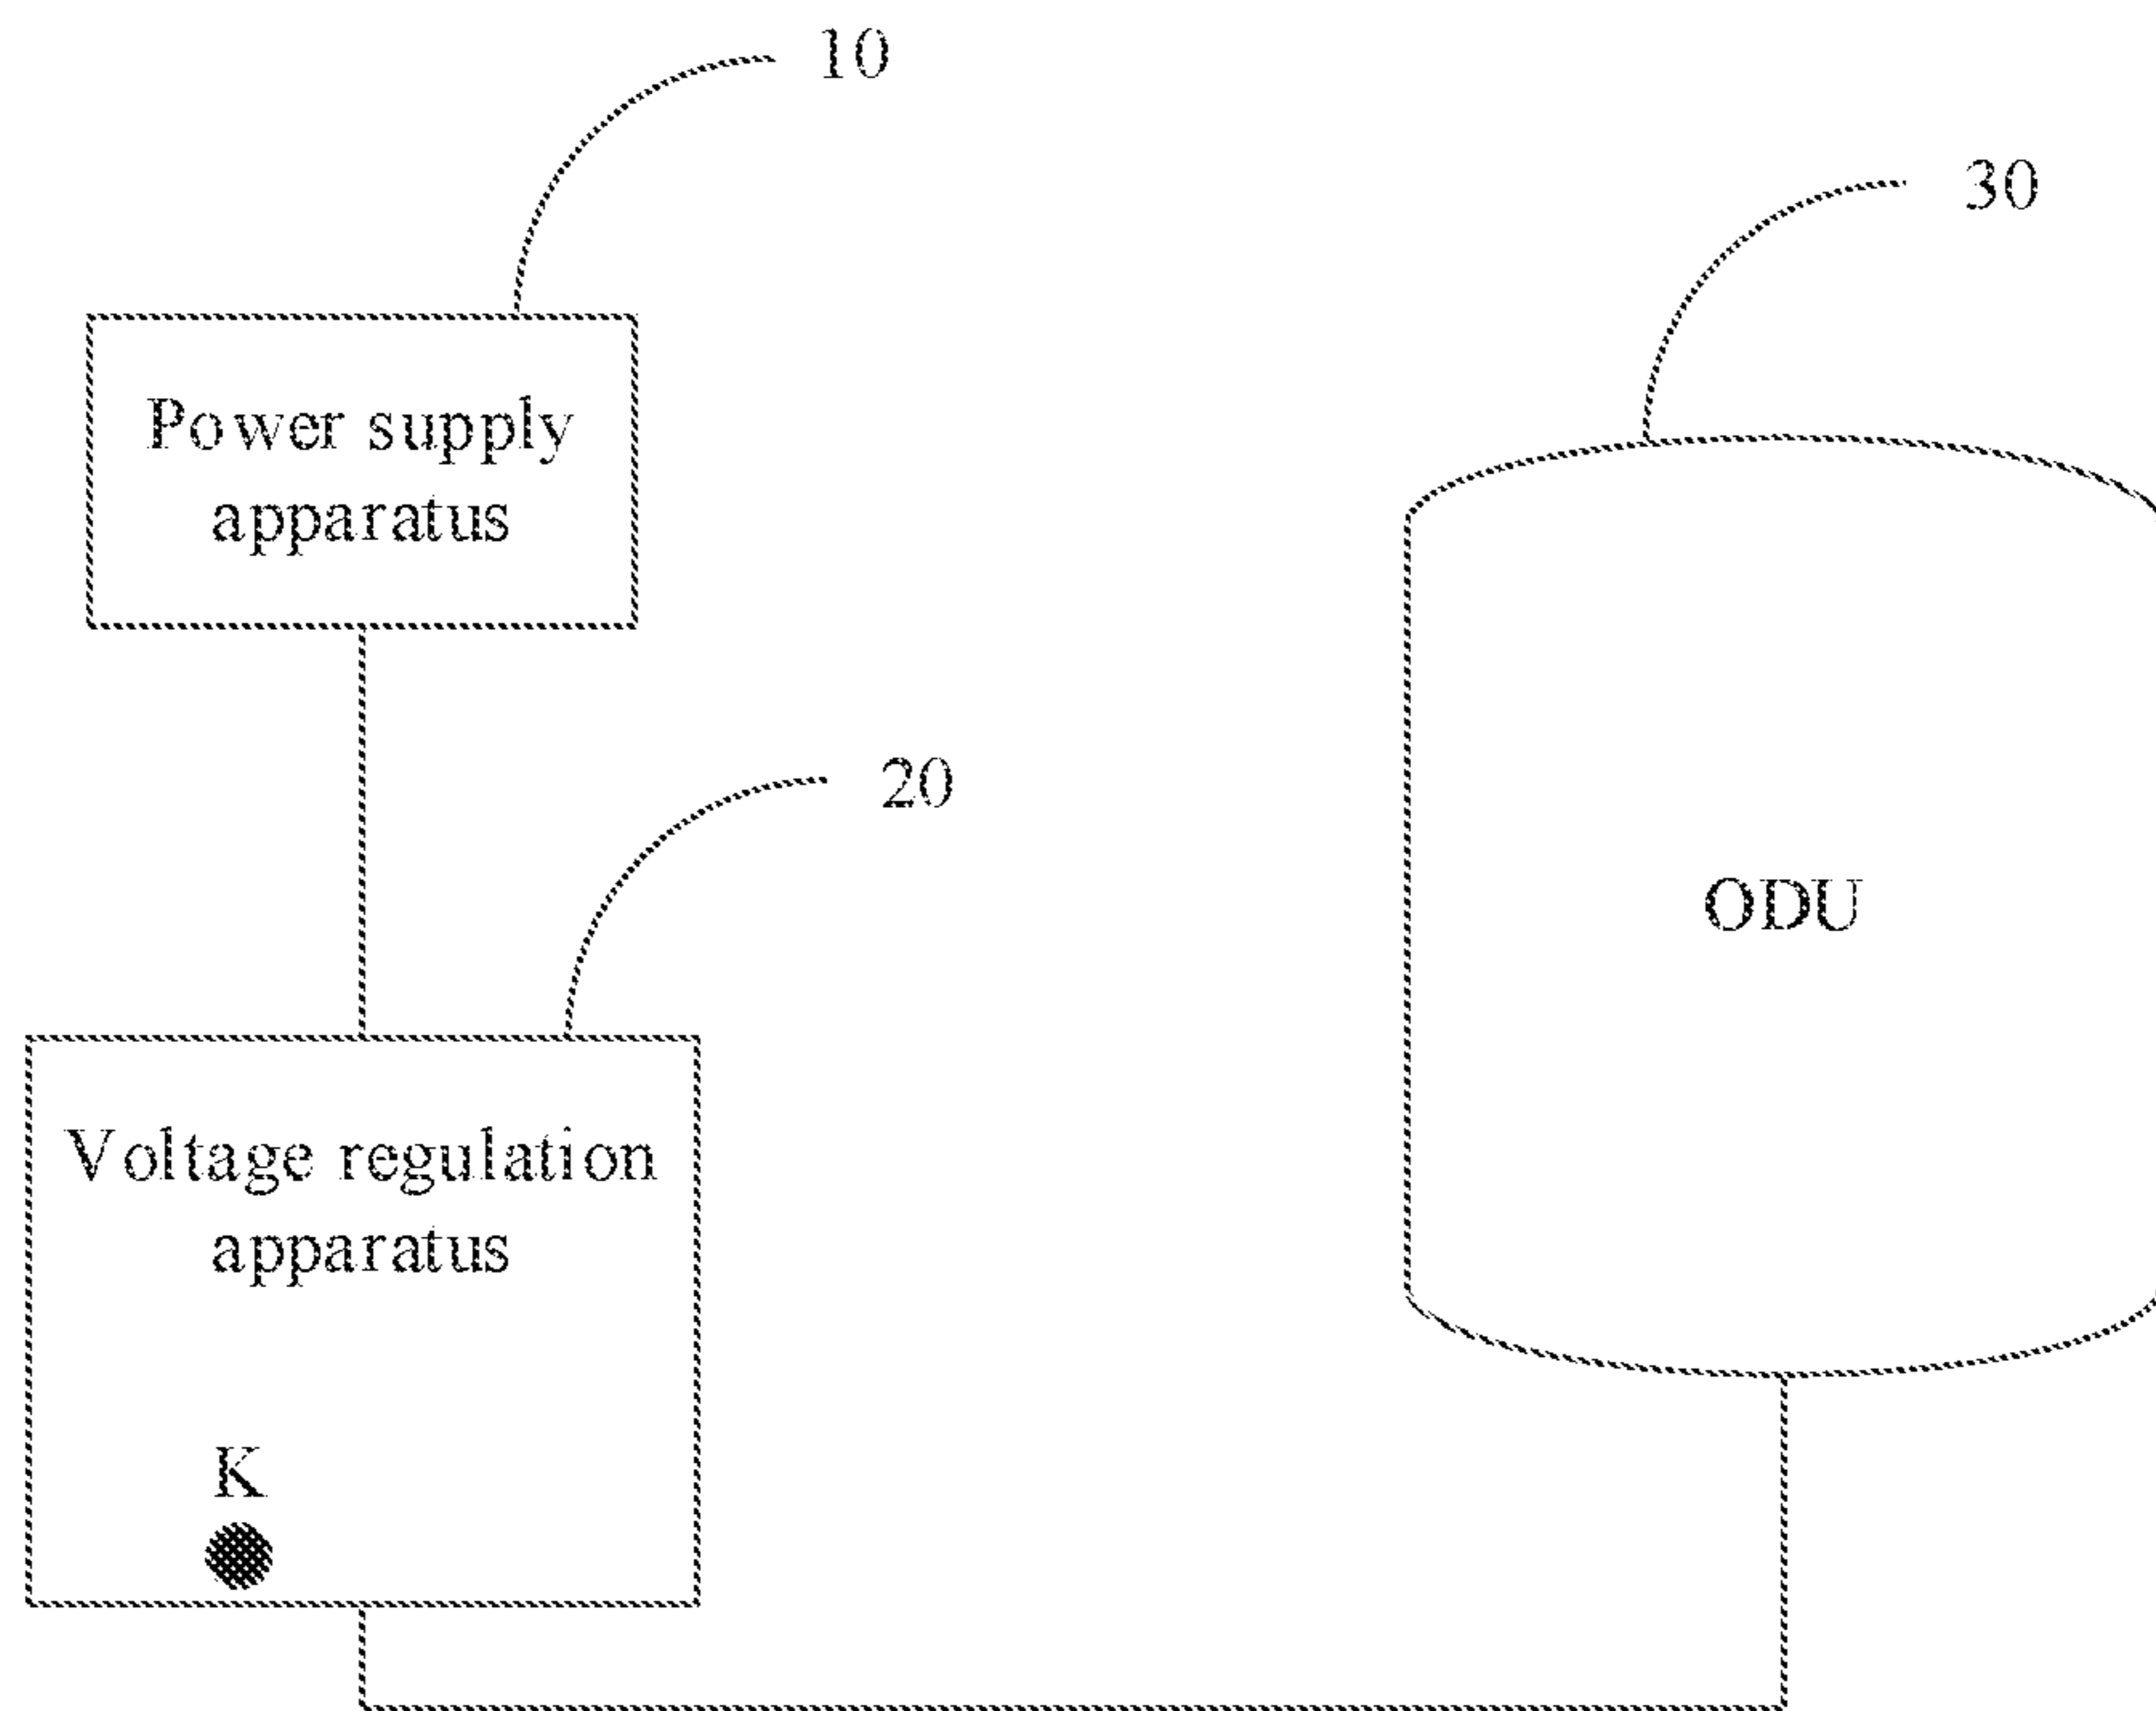 10
30
Power supply
apparatus
20
ODU
Voltage regulation
apparatus
K